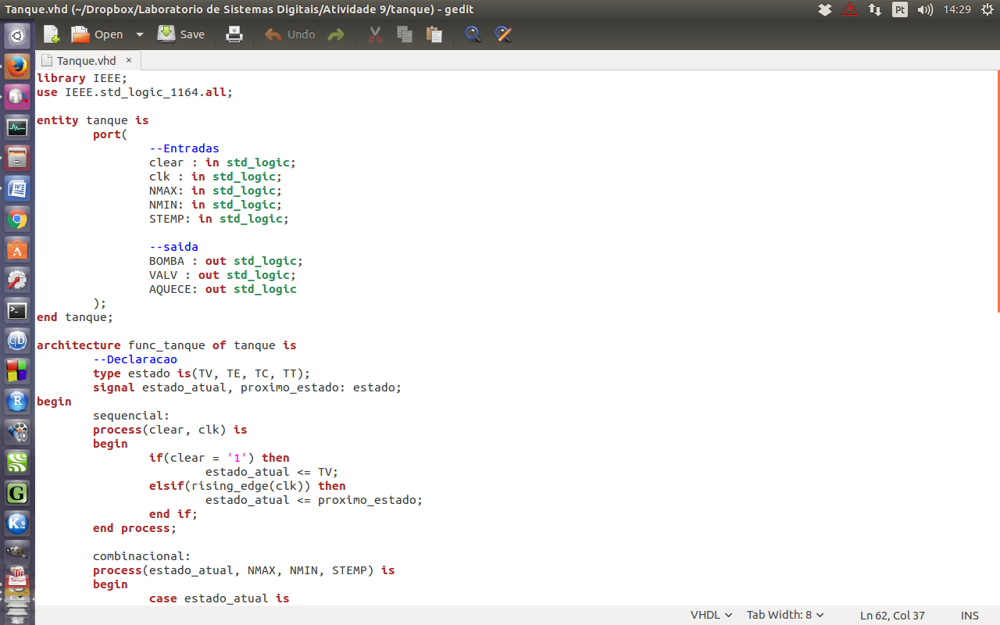 Tanque.vhd (~/Dropbox/Laboratorio de Sistemas Digitais/Atividade 9/tanque) - gedit
Pt
14:29
Open
Save
Undo
Tanque.vhd ×
library IEEE;
use IEEE.std_logic_1164.all;
entity tanque is
port(
--Entradas
clear : in std_logic;
clk : in std_logic;
NMAX: in std_logic;
NMIN: in std_logic;
STEMP: in std_logic;
--saida
BOMBA : out std_logic;
VALV : out std_logic;
AQUECE: out std_logic
);
end tanque;
architecture func_tanque of tanque is
--Declaracao
type estado is(TV, TE, TC, TT);
signal estado_atual, proximo_estado: estado;
begin
sequencial:
process(clear, clk) is
begin
if(clear = '1') then
estado_atual <= TV;
elsif(rising_edge(clk)) then
estado_atual <= proximo_estado;
end if;
end process;
combinacional:
process(estado_atual, NMAX, NMIN, STEMP) is
begin
case estado_atual is
VHDL
Tab Width: 8
Ln 62, Col 37
INS
W
A
qb
R
G
K